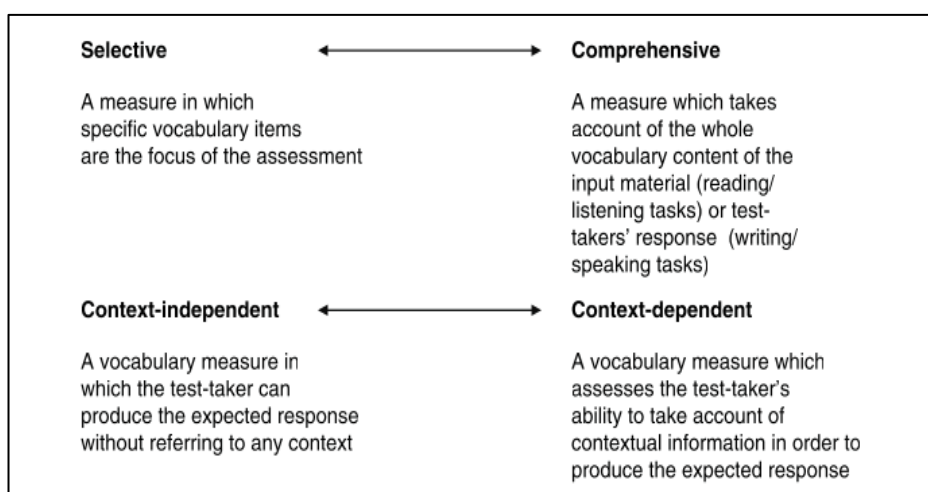 Selective
Comprehensive
A measure in which
specific vocabulary items
are the focus of the assessment
A measure which takes
account of the whole
vocabulary content of the
input material (reading/
listening tasks) or test-
takers' response (writing/
speaking tasks)
Context-independent
Context-dependent
A vocabulary measure in
which the test-taker can
produce the expected response
without referring to any context
A vocabulary measure which
assesses the test-taker's
ability to take account of
contextual information in order to
produce the expected response